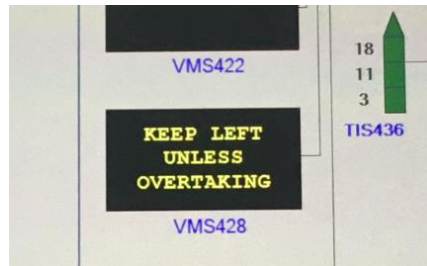 VMS422
18
11
3
TIS436
KEEP LEFT
UNLESS
OVERTAKING
VMS428